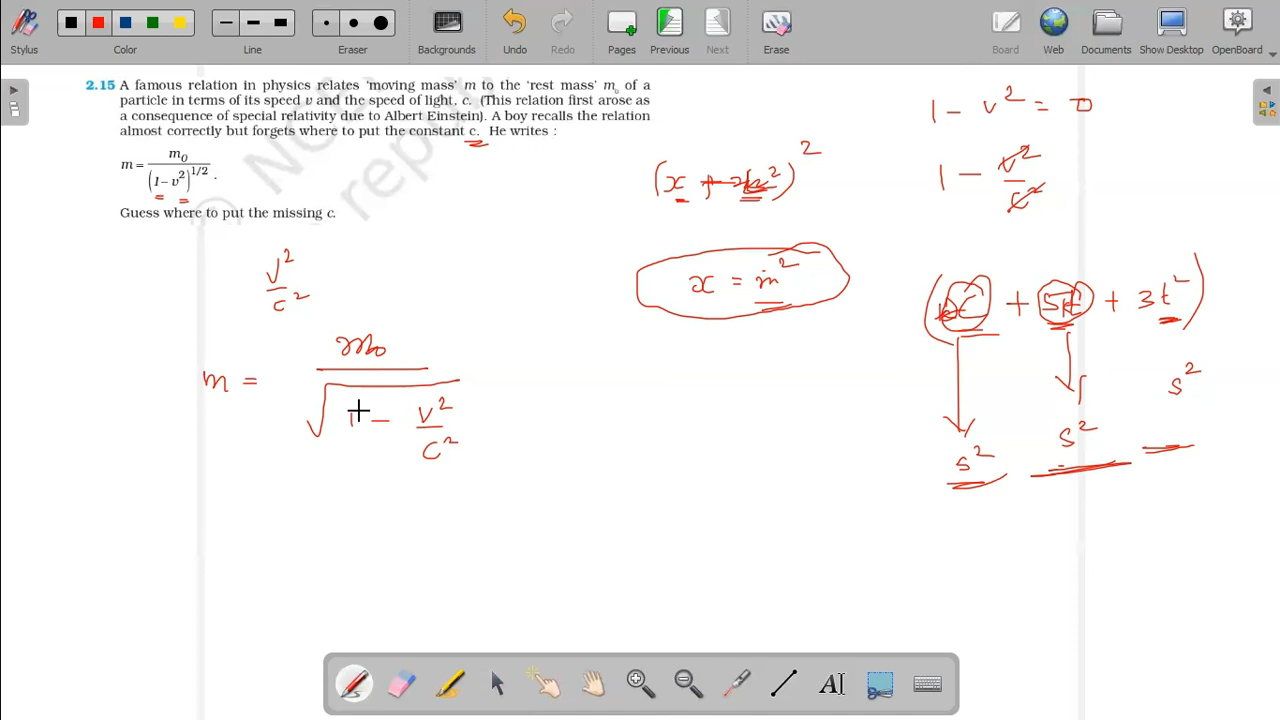 Stylus Color Line Eraser Backgrounds Undo Redo Pages Previous Next Erase Board Web Documents Show Desktop OpenBoard
2.15 A famous relation in physics relates ‘moving mass’ m to the ‘rest mass’ m₀ of a
particle in terms of its speed v and the speed of light, c. (This relation first arose as
a consequence of special relativity due to Albert Einstein). A boy recalls the relation
almost correctly but forgets where to put the constant c. He writes :
m = m₀ / (1– v²)^1/2 .
Guess where to put the missing c.
v²
c²
m = m₀
√ 1 – v²
c²
1 – v² = 0
1 – v²
c²
x = m²
+ 3t²)
s² s² s²